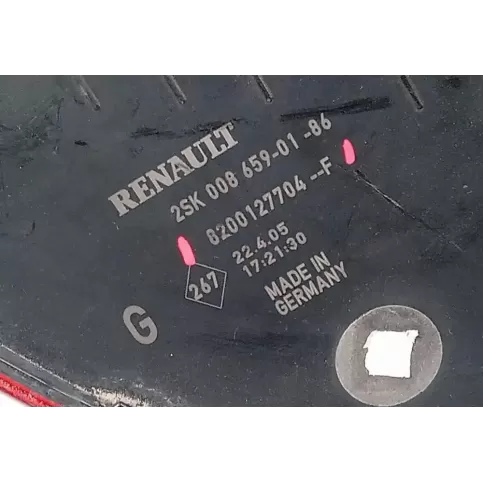 RENAULT
2SK 008 659-01 -86
8200127704--F
267
22.4.05
17:21:30
MADE IN
GERMANY
G